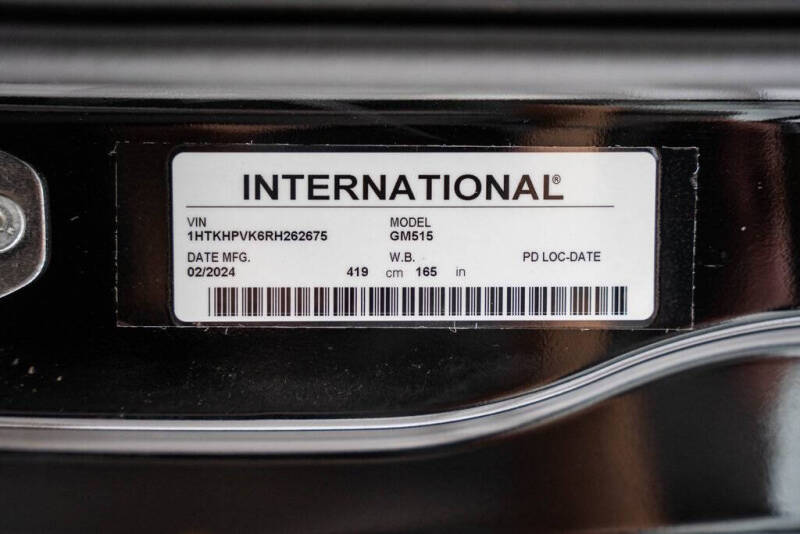 INTERNATIONAL®
VIN MODEL
1HTKHPVK6RH262675 GM515
DATE MFG. W.B. PD LOC-DATE
02/2024 419 cm 165 in